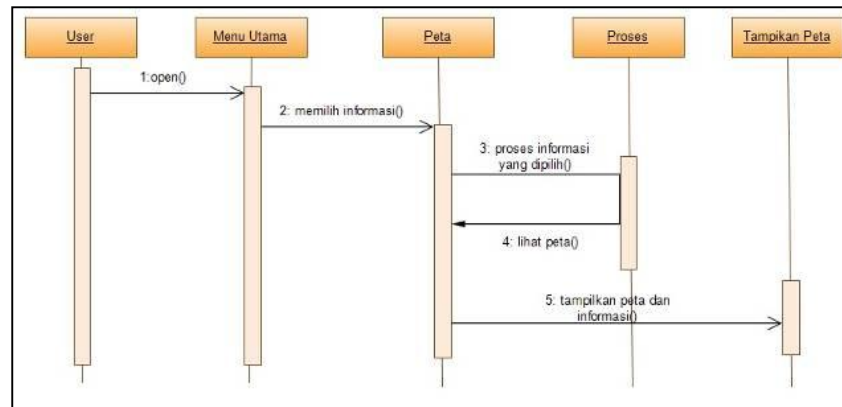 User
Menu Utama
Peta
Proses
Tampikan Peta
1:open()
2: memilih informasi()
3: proses informasi
yang dipilih()
4: lihat peta()
5: tampilkan peta dan
informasi()